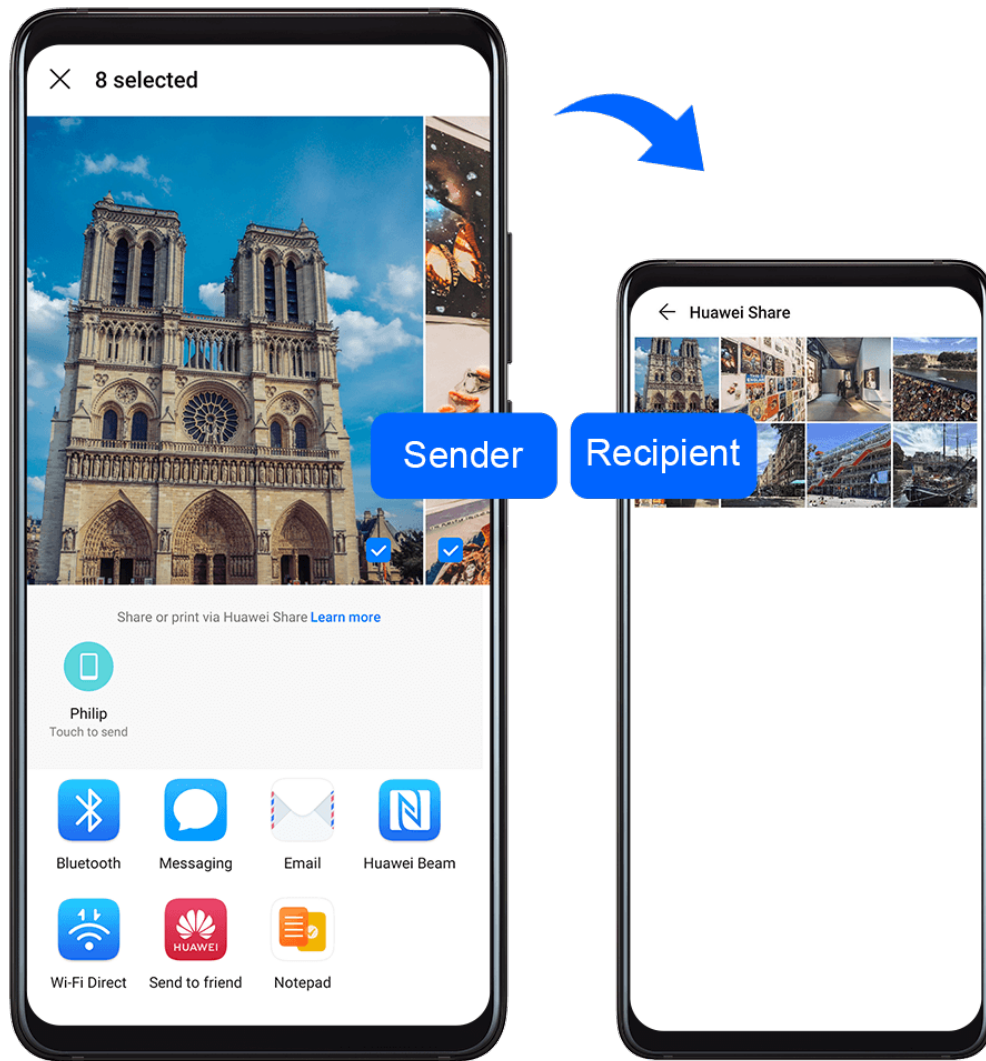 8 selected
Sender
Share or print via Huawei Share Learn more
Philip
Touch to send
Bluetooth
Messaging
Email
Huawei Beam
HUAWEI
Wi-Fi Direct
Send to friend
Notepad
Huawei Share
Recipient